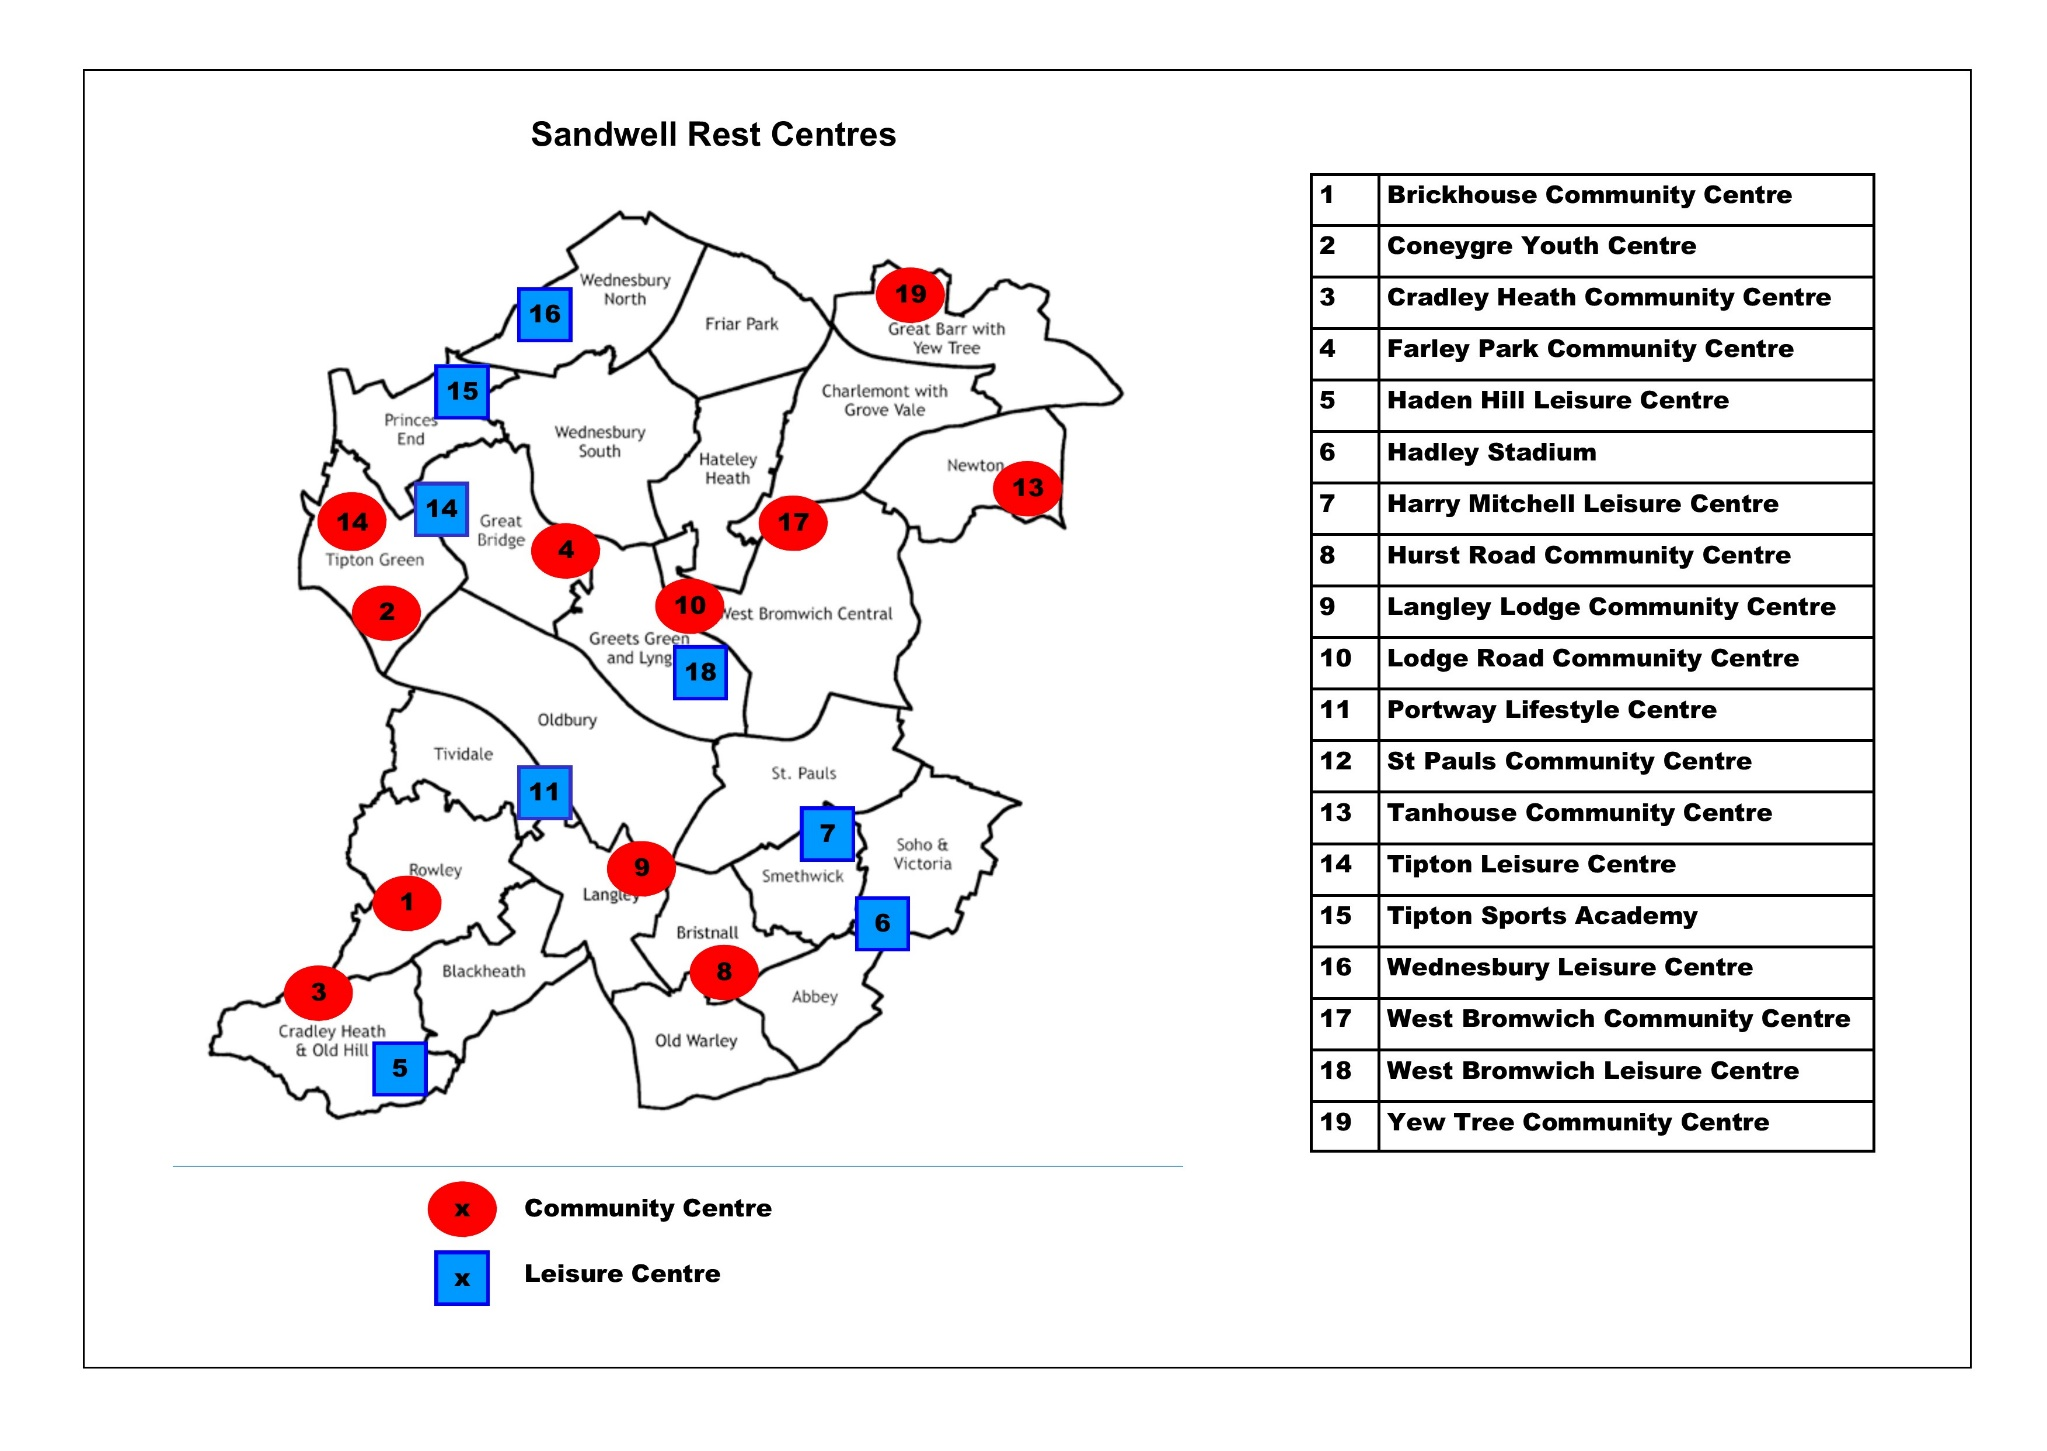 Sandwell Rest Centres
Wednesbury
North
16
Friar Park
19
Great Barr with
Yew Tree
15
Princes
End
Wednesbury
South
Charlemont with
Grove Vale
Hateley
Heath
Newton
13
14
14
Great
Bridge
17
4
Tipton Green
2
10
West Bromwich Central
Greets Green
and Lyng
18
Oldbury
Tividale
11
St. Pauls
7
Soho &
Victoria
Smethwick
9
Langley
Rowley
1
6
Bristnall
8
Blackheath
Abbey
3
Cradley Heath
& Old Hill
5
Old Warley
x Community Centre
x Leisure Centre
1 Brickhouse Community Centre
2 Coneygre Youth Centre
3 Cradley Heath Community Centre
4 Farley Park Community Centre
5 Haden Hill Leisure Centre
6 Hadley Stadium
7 Harry Mitchell Leisure Centre
8 Hurst Road Community Centre
9 Langley Lodge Community Centre
10 Lodge Road Community Centre
11 Portway Lifestyle Centre
12 St Pauls Community Centre
13 Tanhouse Community Centre
14 Tipton Leisure Centre
15 Tipton Sports Academy
16 Wednesbury Leisure Centre
17 West Bromwich Community Centre
18 West Bromwich Leisure Centre
19 Yew Tree Community Centre